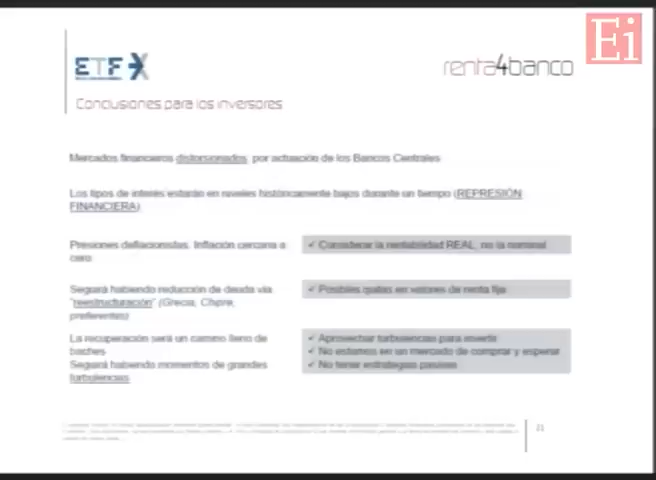 Ei
ETF
renta4banco
Conclusiones para los inversores
Mercados financieros distorsionados por actuación de los Bancos Centrales
Los tipos de interés estarán en niveles históricamente bajos durante un tiempo (REPRESIÓN
FINANCIERA)
Presiones deflacionistas. Inflación cercana a
cero
✓ Considerar la rentabilidad REAL, no la nominal
Seguirá habiendo reducción de deuda vía
"reestructuración" (Grecia, Chipre,
preferentes)
✓ Posibles quitas en valores de renta fija
La recuperación será un camino lleno de
baches
Seguirá habiendo momentos de grandes
turbulencias
✓ Aprovechar turbulencias para invertir
✓ No estamos en un mercado de comprar y esperar
✓ No tener estrategias pasivas